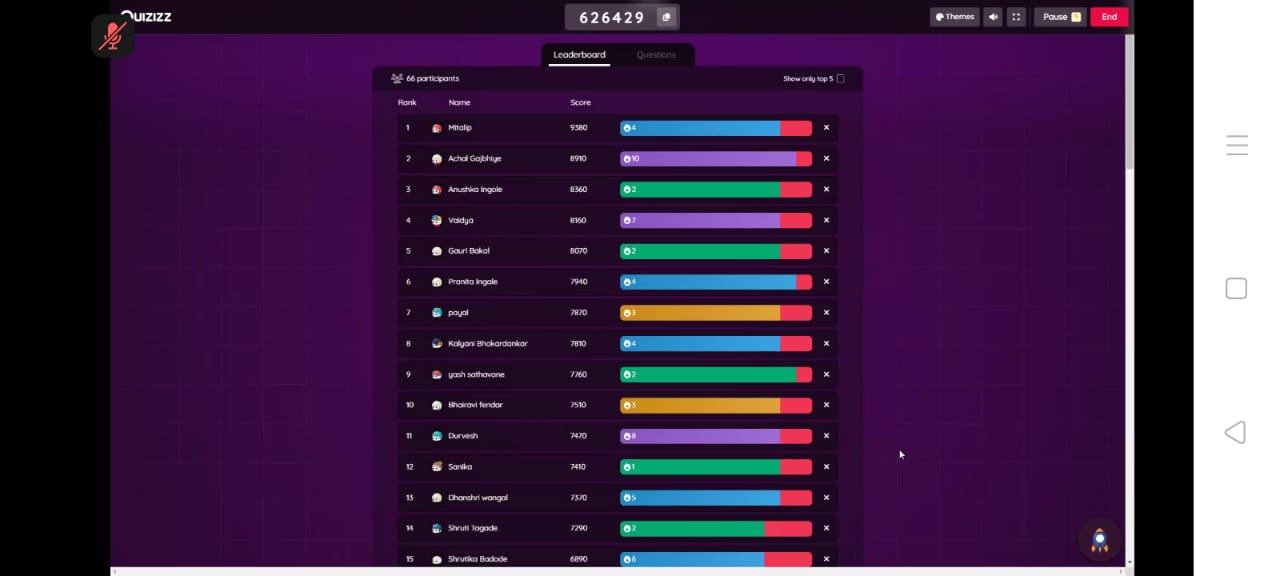 Quizizz
626429
Themes
Pause
End
Leaderboard Questions
66 participants
Show only top 5
Rank Name Score
1 Mitalip 9380 4
2 Achal Gajbhiye 8910 10
3 Anushka Ingole 8360 2
4 Vaidya 8160 7
5 Gauri Bakal 8070 2
6 Pranita Ingale 7940 4
7 payal 7870 3
8 Kalyani Bhokardankar 7810 4
9 yash sathavane 7760 2
10 Bhairavi fendar 7510 3
11 Durvesh 7470 8
12 Sanika 7410 1
13 Dhanshri wangal 7370 5
14 Shruti Tagade 7290 2
15 Shrutika Badode 6890 6